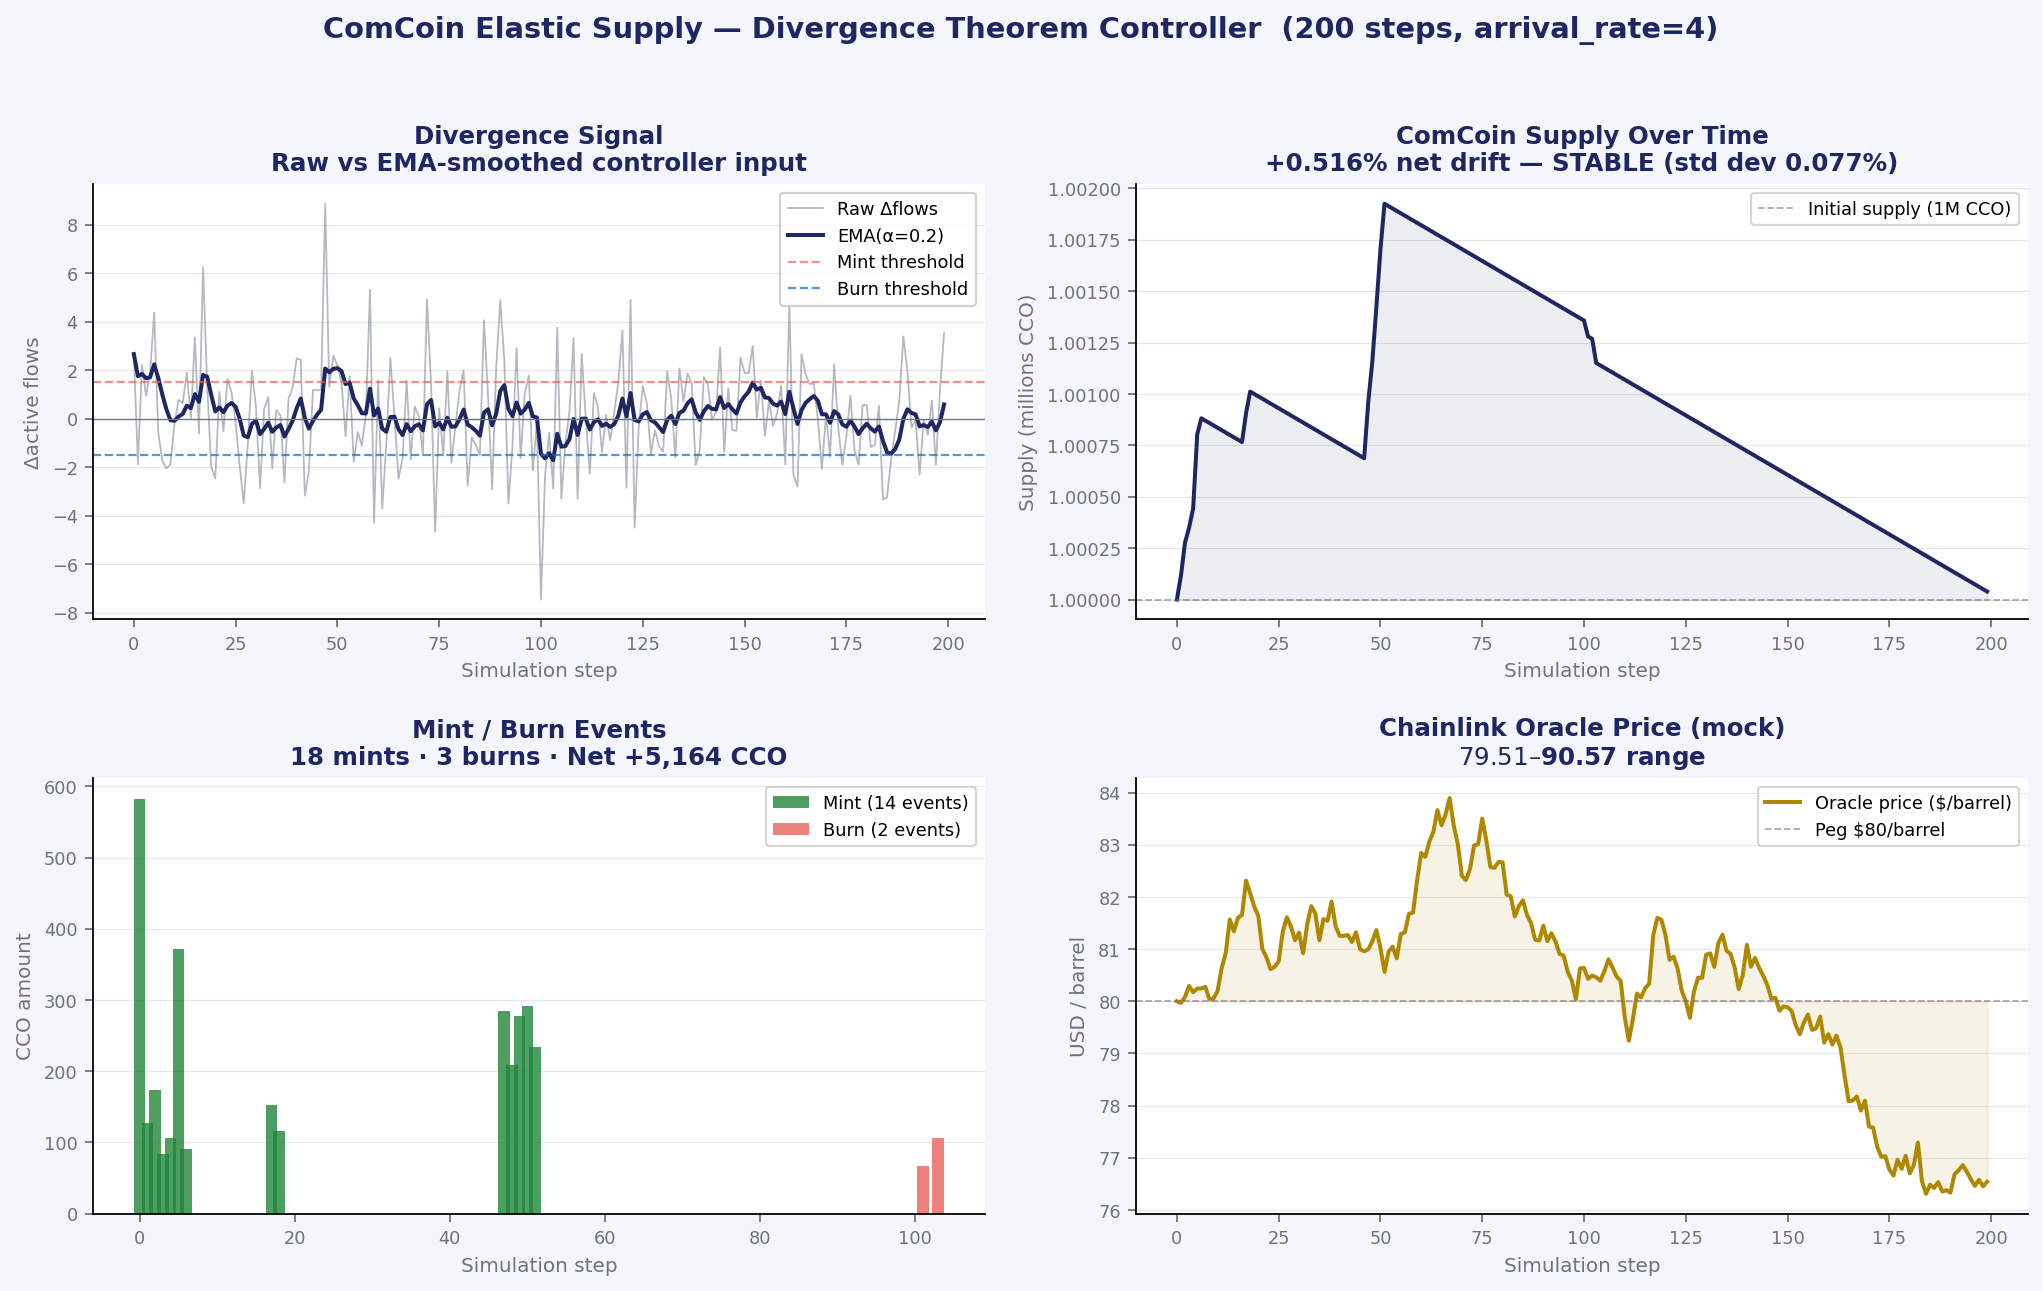 ComCoin Elastic Supply — Divergence Theorem Controller  (200 steps, arrival_rate=4)
Divergence Signal
Raw vs EMA-smoothed controller input
Raw Δflows
EMA(α=0.2)
Mint threshold
Burn threshold
8
6
4
2
0
−2
−4
−6
−8
Δactive flows
0 25 50 75 100 125 150 175 200
Simulation step
ComCoin Supply Over Time
+0.516% net drift — STABLE (std dev 0.077%)
Initial supply (1M CCO)
1.00200
1.00175
1.00150
1.00125
1.00100
1.00075
1.00050
1.00025
1.00000
Supply (millions CCO)
0 25 50 75 100 125 150 175 200
Simulation step
Mint / Burn Events
18 mints · 3 burns · Net +5,164 CCO
Mint (14 events)
Burn (2 events)
600
500
400
300
200
100
0
CCO amount
0 20 40 60 80 100
Simulation step
Chainlink Oracle Price (mock)
79.51–90.57 range
Oracle price ($/barrel)
Peg $80/barrel
84
83
82
81
80
79
78
77
76
USD / barrel
0 25 50 75 100 125 150 175 200
Simulation step